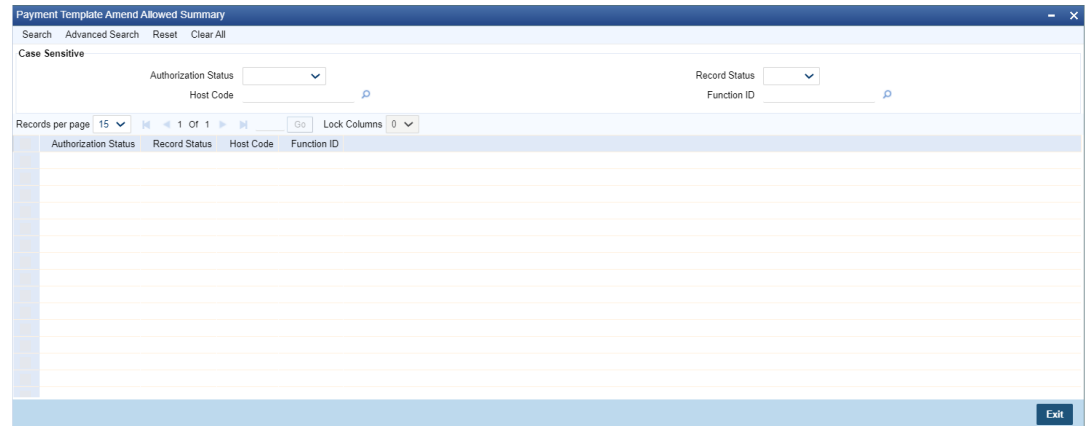 Payment Template Amend Allowed Summary
Search Advanced Search Reset Clear All
Case Sensitive
Authorization Status Record Status
Host Code Function ID
Records per page 15 1 Of 1 Go Lock Columns 0
Authorization Status Record Status Host Code Function ID
Exit